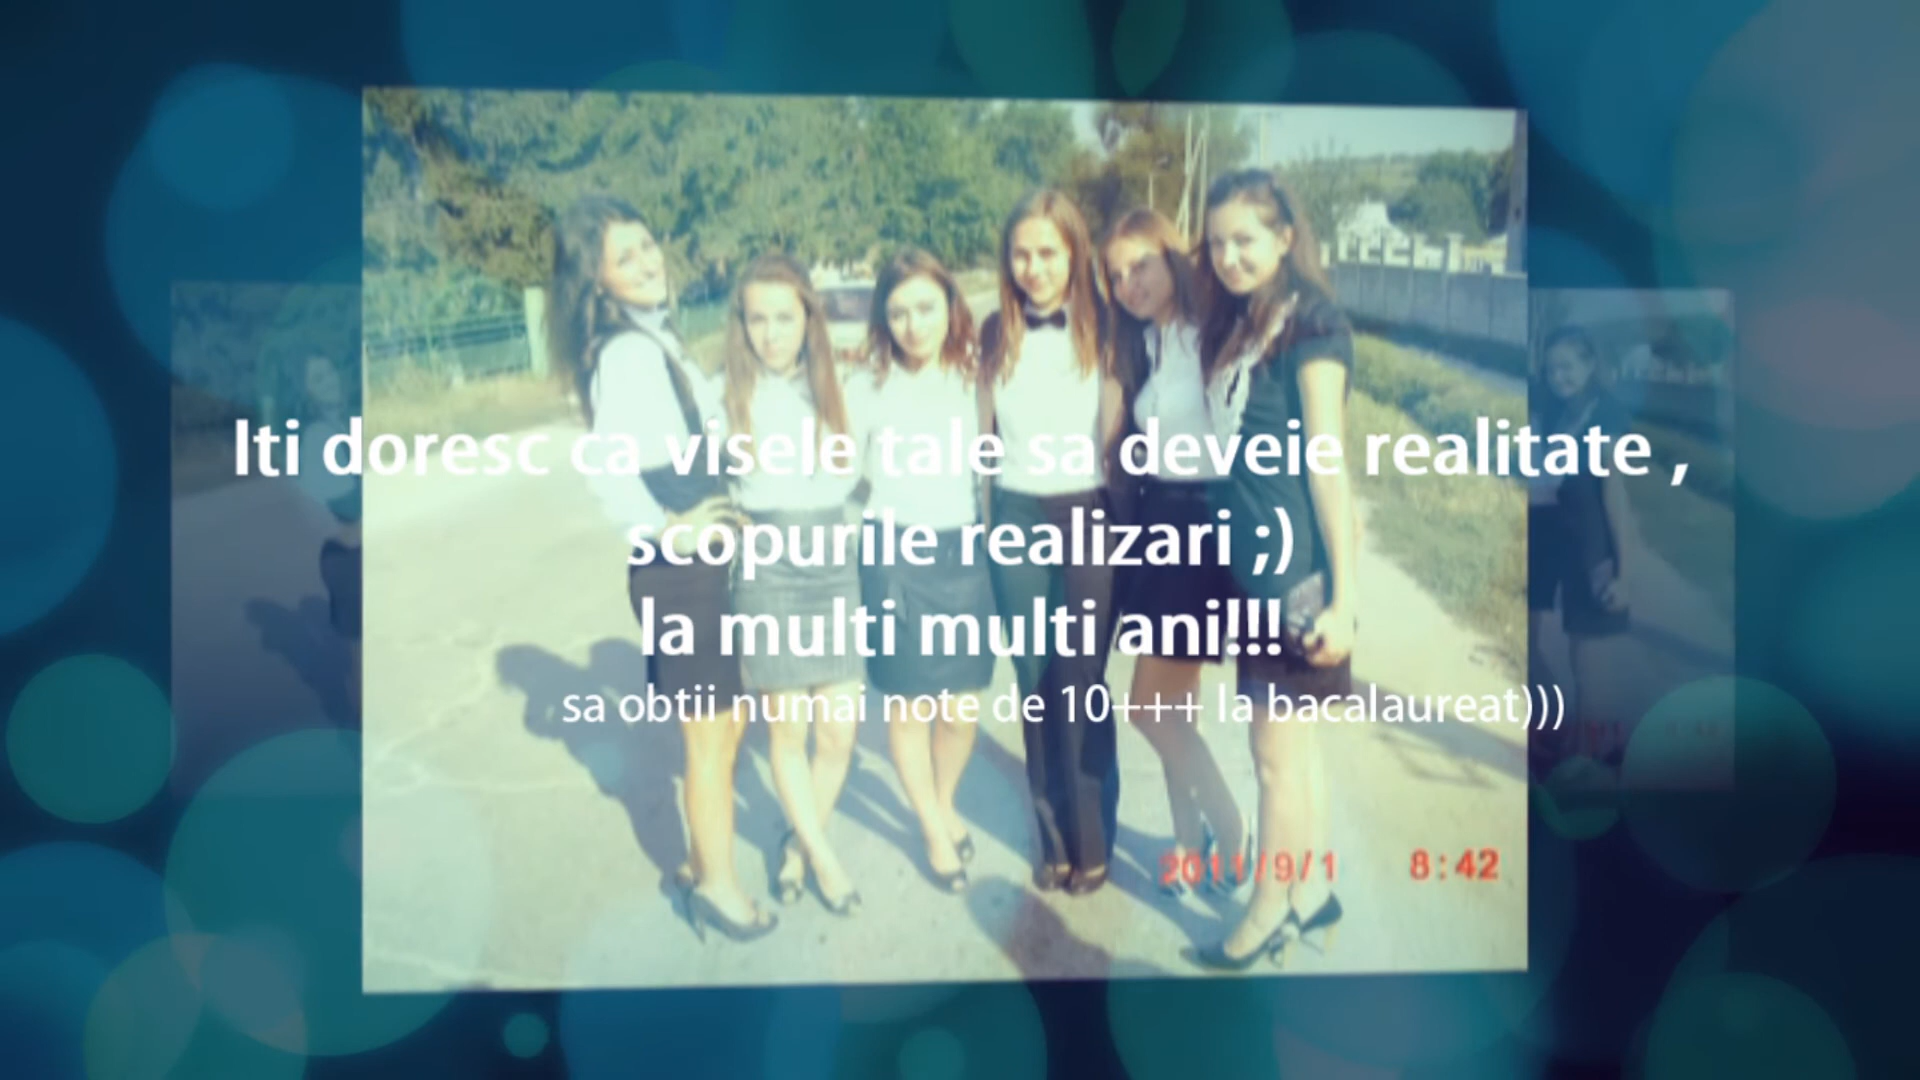 Iti doresc ca visele tale sa deveie realitate ,
scopurile realizari ;)
la multi multi ani!!!
sa obtii numai note de 10+++ la bacalaureat)))
2011/9/1 8:42